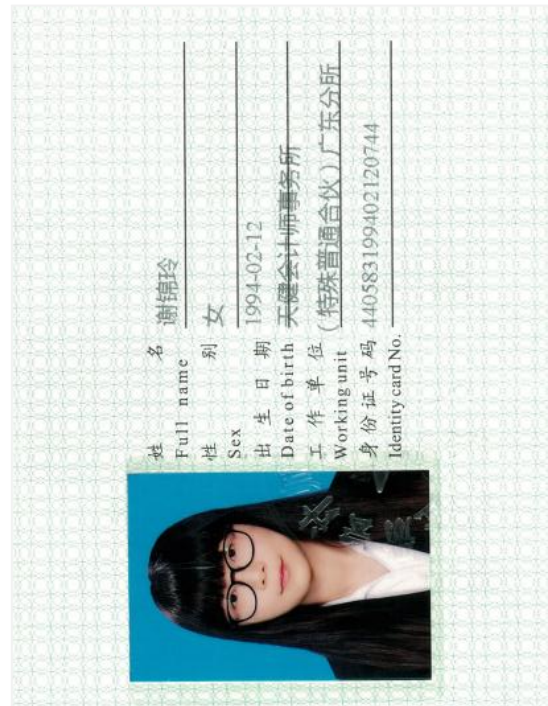 姓 名 谢锦玲
Full name
性 别 女
Sex
出 生 日 期 1994-02-12
Date of birth 天健会计师事务所
工 作 单 位 (特殊普通合伙)广东分所
Working unit
身 份 证 号 码 440583199402120744
Identity card No.